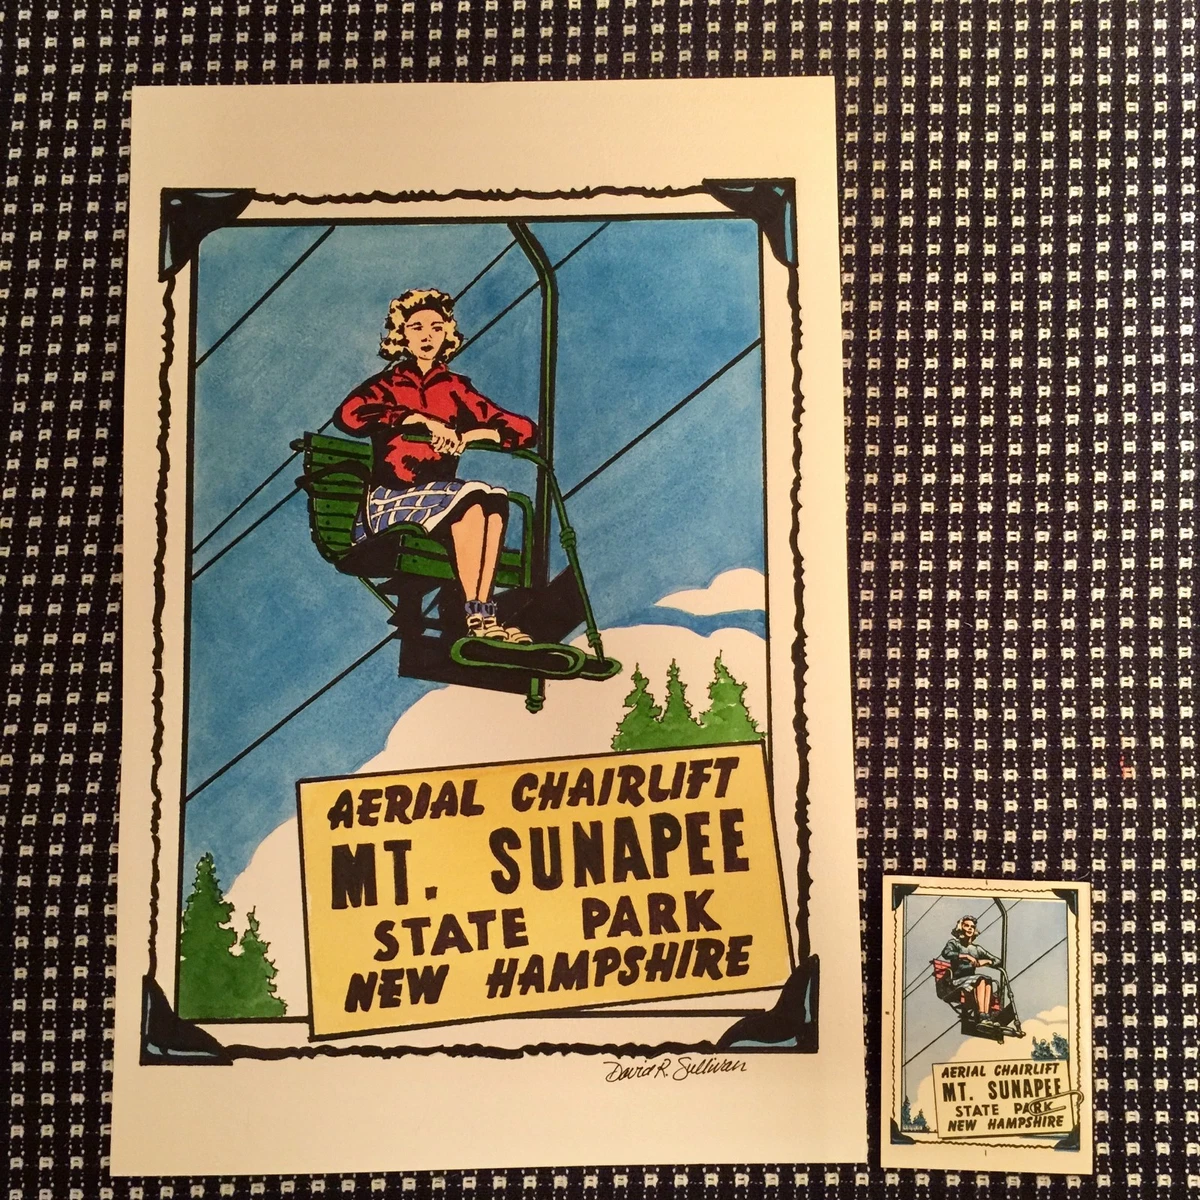 AERIAL CHAIRLIFT
MT. SUNAPEE
STATE PARK
NEW HAMPSHIRE
David R. Sullivan
AERIAL CHAIRLIFT
MT. SUNAPEE
STATE PARK
NEW HAMPSHIRE